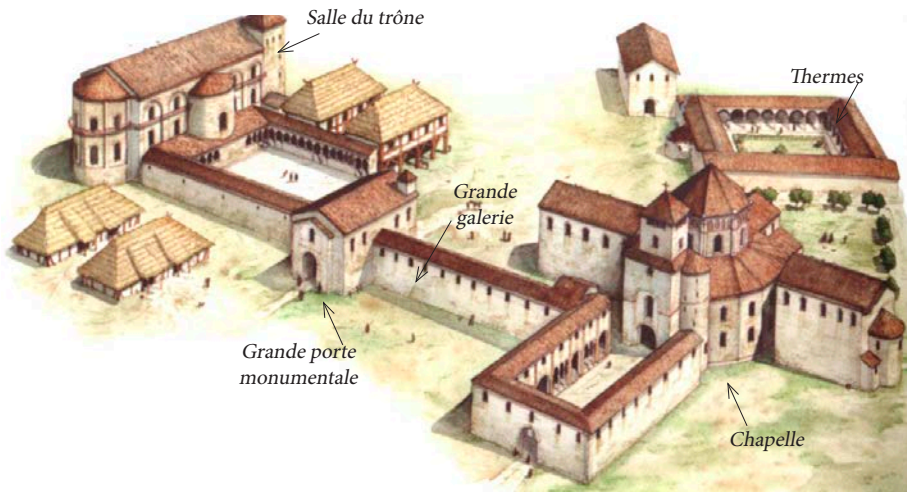 Salle du trône
Thermes
Grande
galerie
Grande porte
monumentale
Chapelle